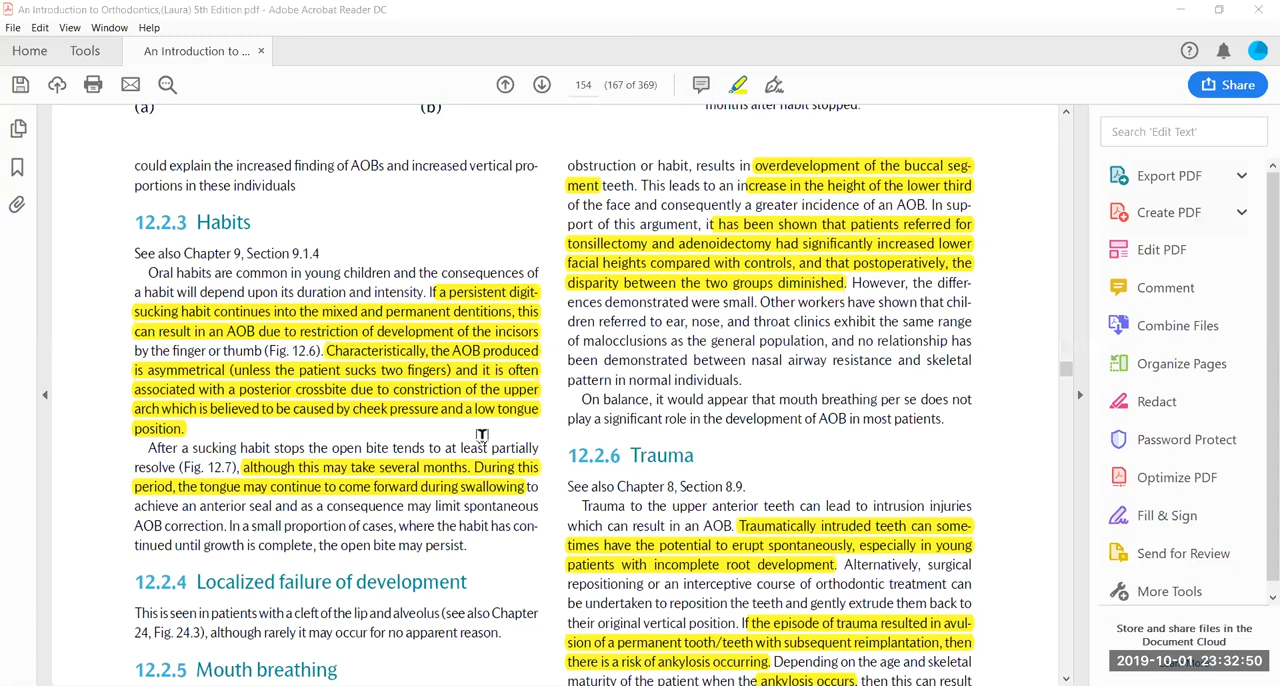 An Introduction to Orthodontics,(Laura) 5th Edition.pdf - Adobe Acrobat Reader DC
File Edit View Window Help
Home Tools An Introduction to ... ×
154 (167 of 369)
Share
(a) (b) months after habit stopped.
could explain the increased finding of AOBs and increased vertical pro-
portions in these individuals
12.2.3 Habits
See also Chapter 9, Section 9.1.4
Oral habits are common in young children and the consequences of
a habit will depend upon its duration and intensity. If a persistent digit-
sucking habit continues into the mixed and permanent dentitions, this
can result in an AOB due to restriction of development of the incisors
by the finger or thumb (Fig. 12.6). Characteristically, the AOB produced
is asymmetrical (unless the patient sucks two fingers) and it is often
associated with a posterior crossbite due to constriction of the upper
arch which is believed to be caused by cheek pressure and a low tongue
position.
After a sucking habit stops the open bite tends to at least partially
resolve (Fig. 12.7), although this may take several months. During this
period, the tongue may continue to come forward during swallowing to
achieve an anterior seal and as a consequence may limit spontaneous
AOB correction. In a small proportion of cases, where the habit has con-
tinued until growth is complete, the open bite may persist.
12.2.4 Localized failure of development
This is seen in patients with a cleft of the lip and alveolus (see also Chapter
24, Fig. 24.3), although rarely it may occur for no apparent reason.
12.2.5 Mouth breathing
obstruction or habit, results in overdevelopment of the buccal seg-
ment teeth. This leads to an increase in the height of the lower third
of the face and consequently a greater incidence of an AOB. In sup-
port of this argument, it has been shown that patients referred for
tonsillectomy and adenoidectomy had significantly increased lower
facial heights compared with controls, and that postoperatively, the
disparity between the two groups diminished. However, the differ-
ences demonstrated were small. Other workers have shown that chil-
dren referred to ear, nose, and throat clinics exhibit the same range
of malocclusions as the general population, and no relationship has
been demonstrated between nasal airway resistance and skeletal
pattern in normal individuals.
On balance, it would appear that mouth breathing per se does not
play a significant role in the development of AOB in most patients.
12.2.6 Trauma
See also Chapter 8, Section 8.9.
Trauma to the upper anterior teeth can lead to intrusion injuries
which can result in an AOB. Traumatically intruded teeth can some-
times have the potential to erupt spontaneously, especially in young
patients with incomplete root development. Alternatively, surgical
repositioning or an interceptive course of orthodontic treatment can
be undertaken to reposition the teeth and gently extrude them back to
their original vertical position. If the episode of trauma resulted in avul-
sion of a permanent tooth/teeth with subsequent reimplantation, then
there is a risk of ankylosis occurring. Depending on the age and skeletal
maturity of the patient when the ankylosis occurs, then this can result
Search 'Edit Text'
Export PDF
Create PDF
Edit PDF
Comment
Combine Files
Organize Pages
Redact
Password Protect
Optimize PDF
Fill & Sign
Send for Review
More Tools
Store and share files in the
Document Cloud
2019-10-01 23:32:50